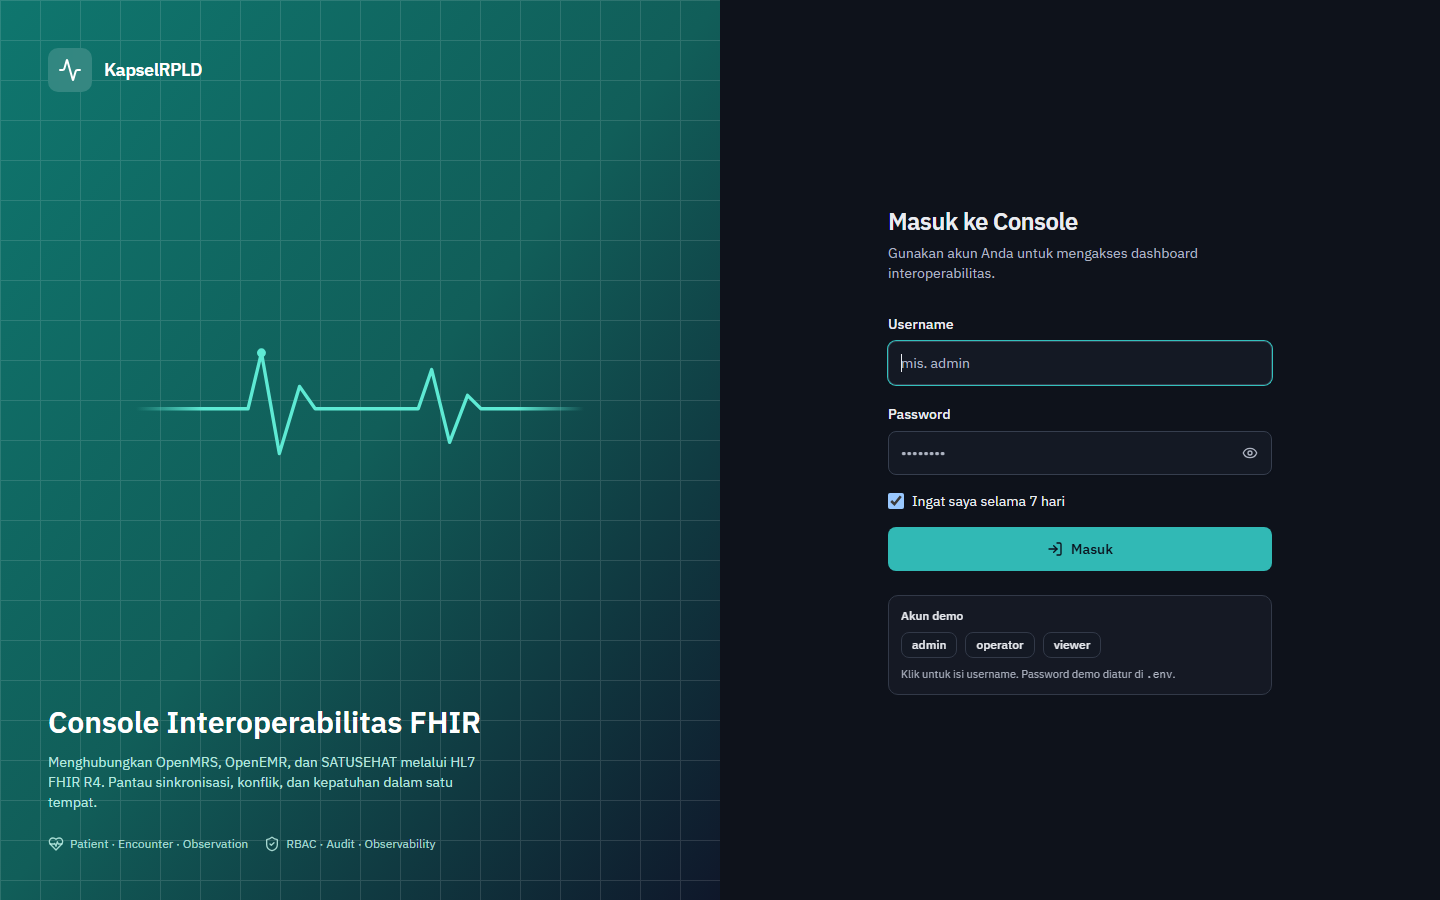 KapselRPLD
Console Interoperabilitas FHIR
Menghubungkan OpenMRS, OpenEMR, dan SATUSEHAT melalui HL7
FHIR R4. Pantau sinkronisasi, konflik, dan kepatuhan dalam satu
tempat.
Patient · Encounter · Observation
RBAC · Audit · Observability
Masuk ke Console
Gunakan akun Anda untuk mengakses dashboard
interoperabilitas.
Username
mis. admin
Password
••••••••
Ingat saya selama 7 hari
Masuk
Akun demo
admin
operator
viewer
Klik untuk isi username. Password demo diatur di .env.